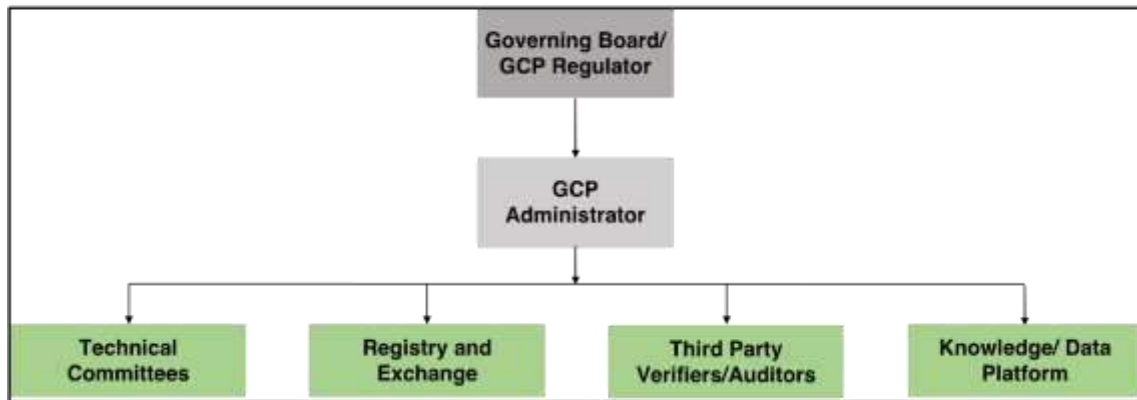 Governing Board/
GCP Regulator
GCP
Administrator
Technical
Committees
Registry and
Exchange
Third Party
Verifiers/Auditors
Knowledge/ Data
Platform